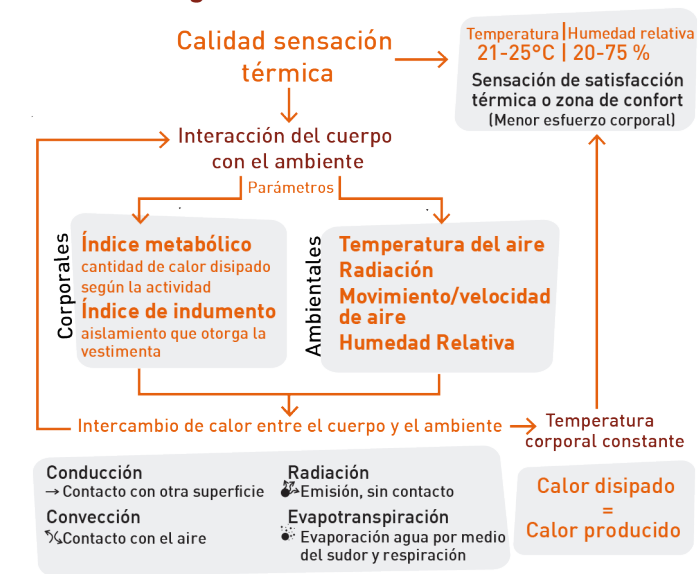 Calidad sensación
térmica
Temperatura | Humedad relativa
21-25°C | 20-75 %
Sensación de satisfacción
térmica o zona de confort
(Menor esfuerzo corporal)
Interacción del cuerpo
con el ambiente
Parámetros
Corporales
Índice metabólico
cantidad de calor disipado
según la actividad
Índice de indumento
aislamiento que otorga la
vestimenta
Ambientales
Temperatura del aire
Radiación
Movimiento/velocidad
de aire
Humedad Relativa
Intercambio de calor entre el cuerpo y el ambiente
Temperatura
corporal constante
Conducción
→ Contacto con otra superficie
Convección
Contacto con el aire
Radiación
Emisión, sin contacto
Evapotranspiración
Evaporación agua por medio
del sudor y respiración
Calor disipado
=
Calor producido